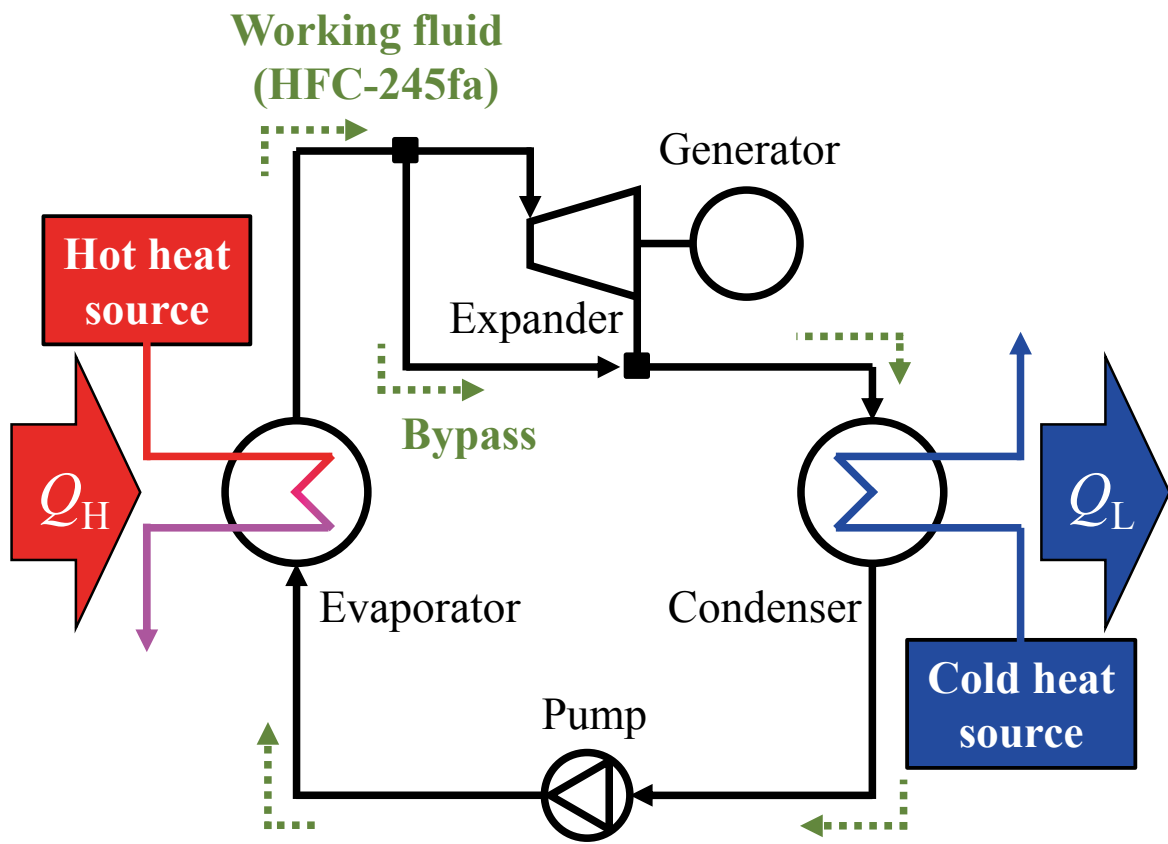 Working fluid
(HFC-245fa)
Generator
Hot heat
source
Expander
Bypass
Q_H
Q_L
Evaporator
Condenser
Pump
Cold heat
source